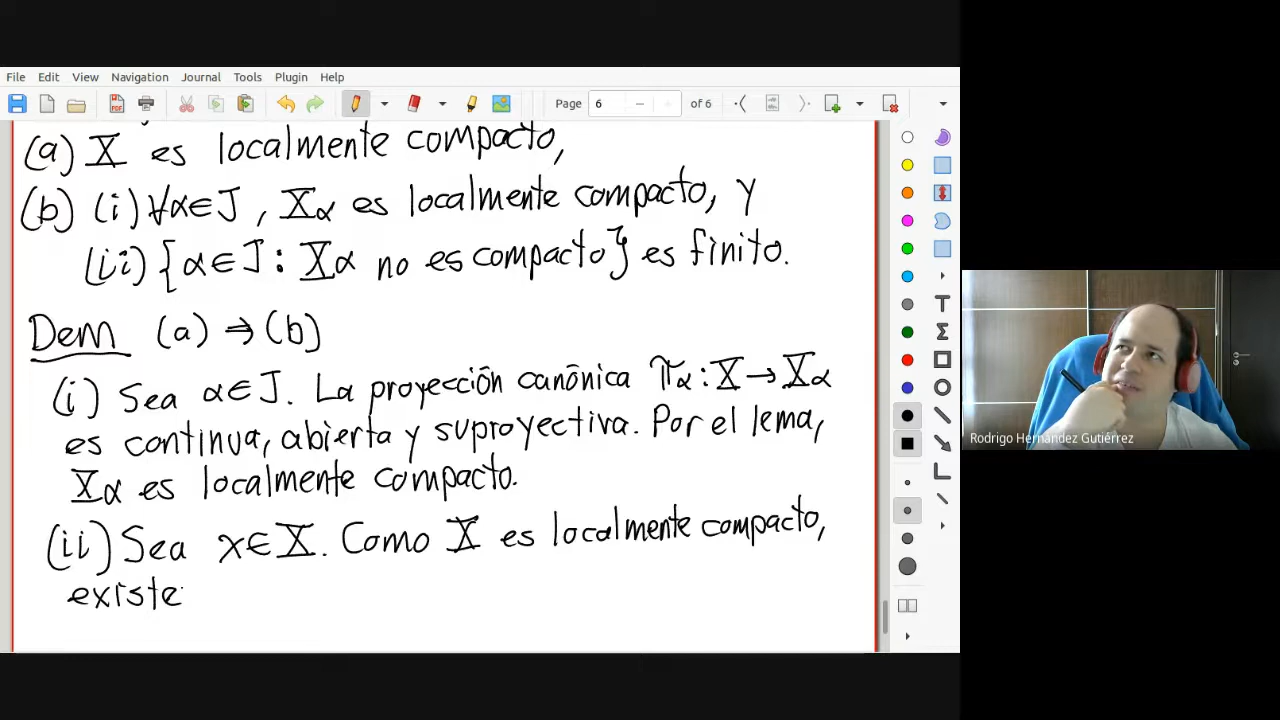 File Edit View Navigation Journal Tools Plugin Help
Page 6 of 6
(a) X es localmente compacto,
(b) (i) ∀α∈J, Xα es localmente compacto, y
(ii) {α∈J : Xα no es compacto} es finito.
Dem (a) ⇒ (b)
(i) Sea α∈J. La proyección canónica πα : X → Xα
es continua, abierta y suproyectiva. Por el lema,
Xα es localmente compacto.
(ii) Sea x∈X. Como X es localmente compacto,
existe
Rodrigo Hernández Gutiérrez